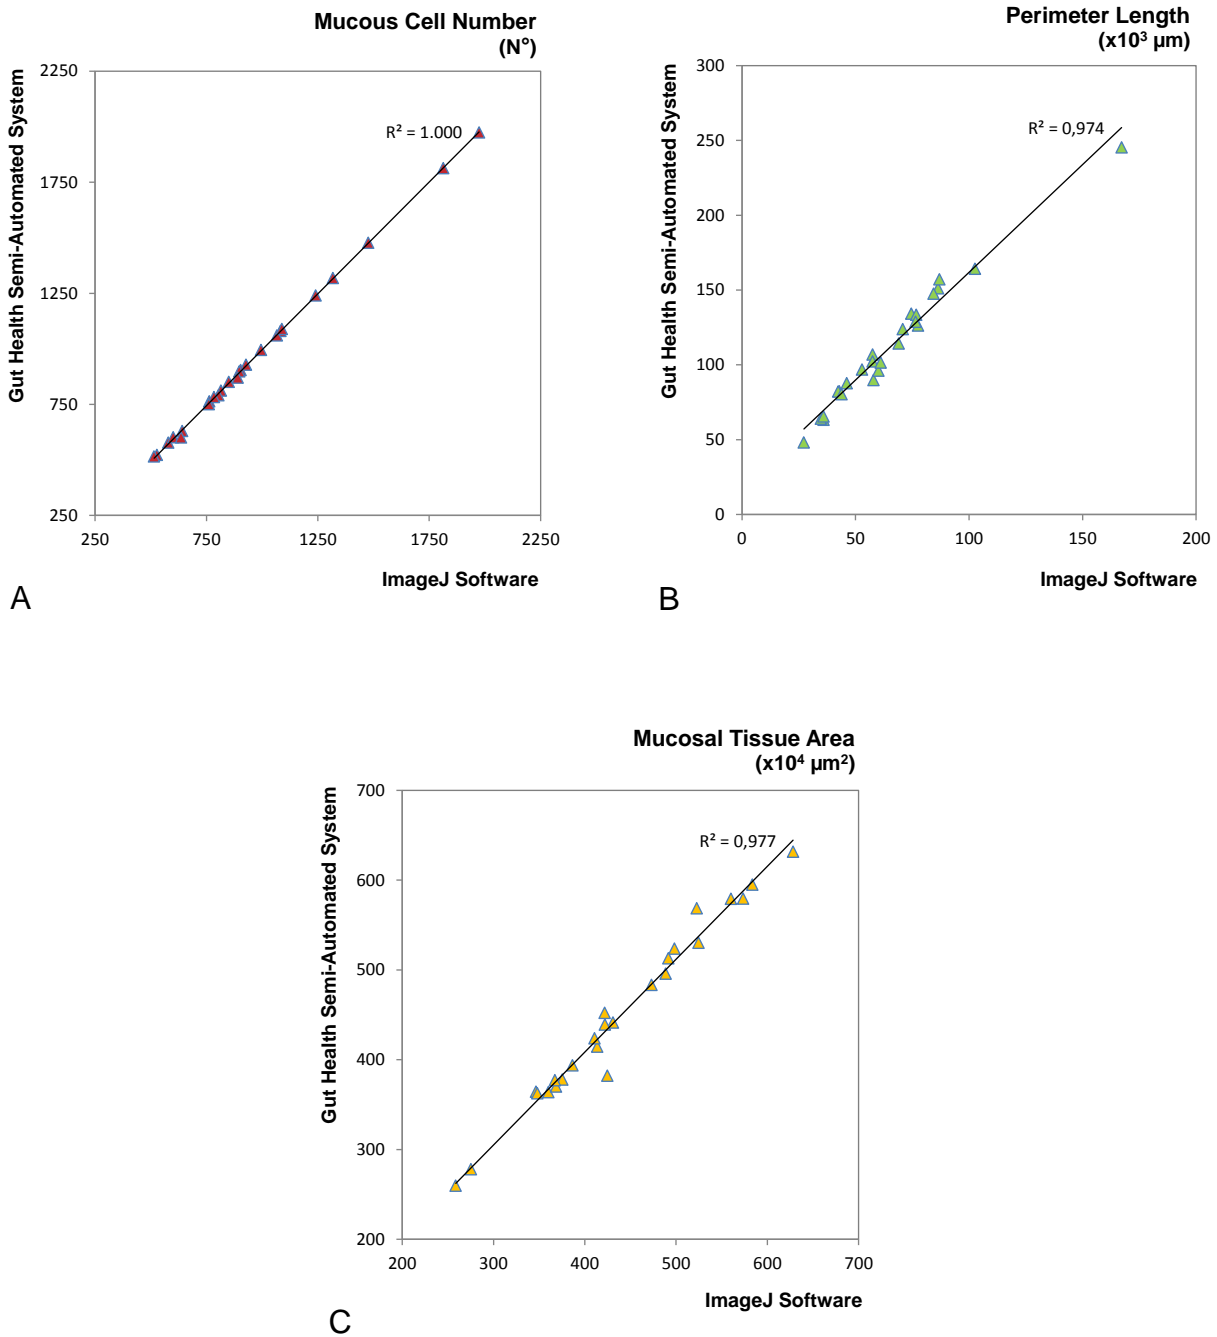 Mucous Cell Number
(N°)
Gut Health Semi-Automated System
2250
1750
1250
750
250
R² = 1.000
250 750 1250 1750 2250
ImageJ Software
A
Perimeter Length
(x10³ µm)
Gut Health Semi-Automated System
300
250
200
150
100
50
0
R² = 0,974
0 50 100 150 200
ImageJ Software
B
Mucosal Tissue Area
(x10⁴ µm²)
Gut Health Semi-Automated System
700
600
500
400
300
200
R² = 0,977
200 300 400 500 600 700
ImageJ Software
C